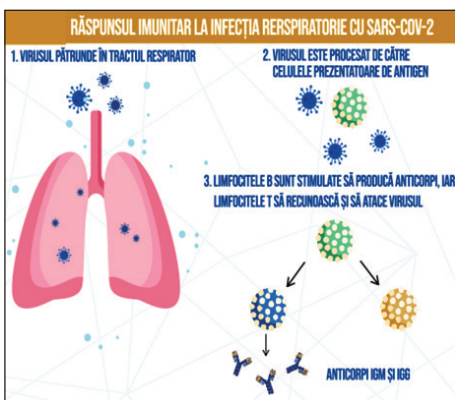 RĂSPUNSUL IMUNITAR LA INFECȚIA RERSPIRATORIE CU SARS-COV-2
1. VIRUSUL PĂTRUNDE ÎN TRACTUL RESPIRATOR
2. VIRUSUL ESTE PROCESAT DE CĂTRE
CELULELE PREZENTATOARE DE ANTIGEN
3. LIMFOCITELE B SUNT STIMULATE SĂ PRODUCĂ ANTICORPI, IAR
LIMFOCITELE T SĂ RECUNOASCĂ ȘI SĂ ATACE VIRUSUL
ANTICORPI IGM ȘI IGG